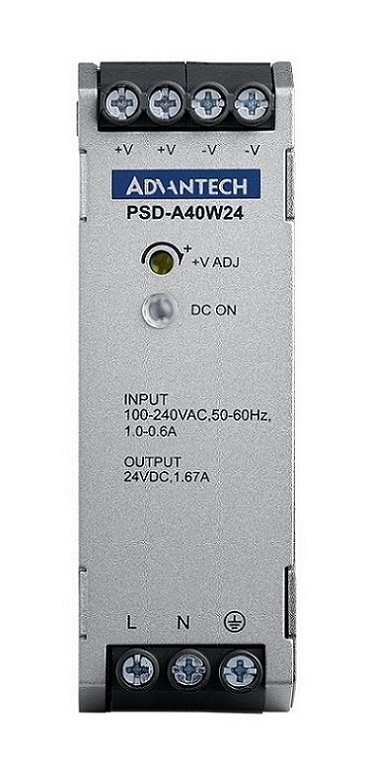 +V +V -V -V
ADVANTECH
PSD-A40W24
+
+V ADJ
DC ON
INPUT
100-240VAC,50-60Hz,
1.0-0.6A
OUTPUT
24VDC,1.67A
L N